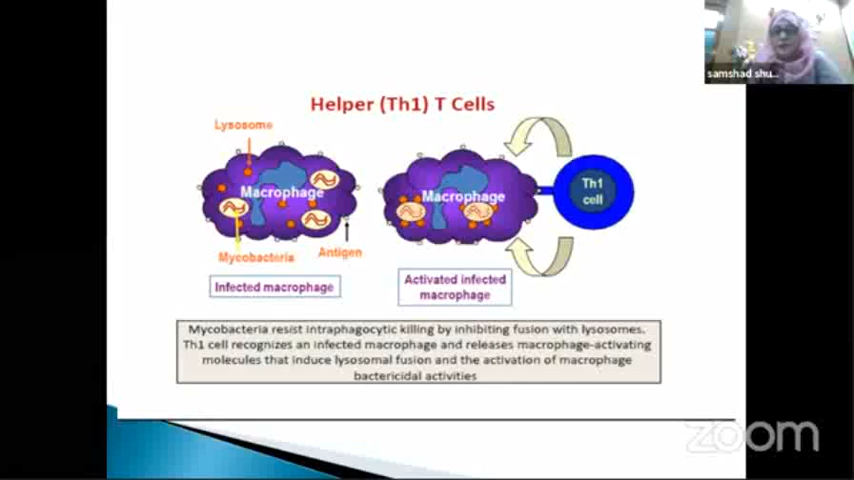 samshad shu...
Helper (Th1) T Cells
Lysosome
Macrophage
Macrophage
Th1
cell
Mycobacteria
Antigen
Infected macrophage
Activated infected
macrophage
Mycobacteria resist intraphagocytic killing by inhibiting fusion with lysosomes.
Th1 cell recognizes an infected macrophage and releases macrophage-activating
molecules that induce lysosomal fusion and the activation of macrophage
bactericidal activities
zoom